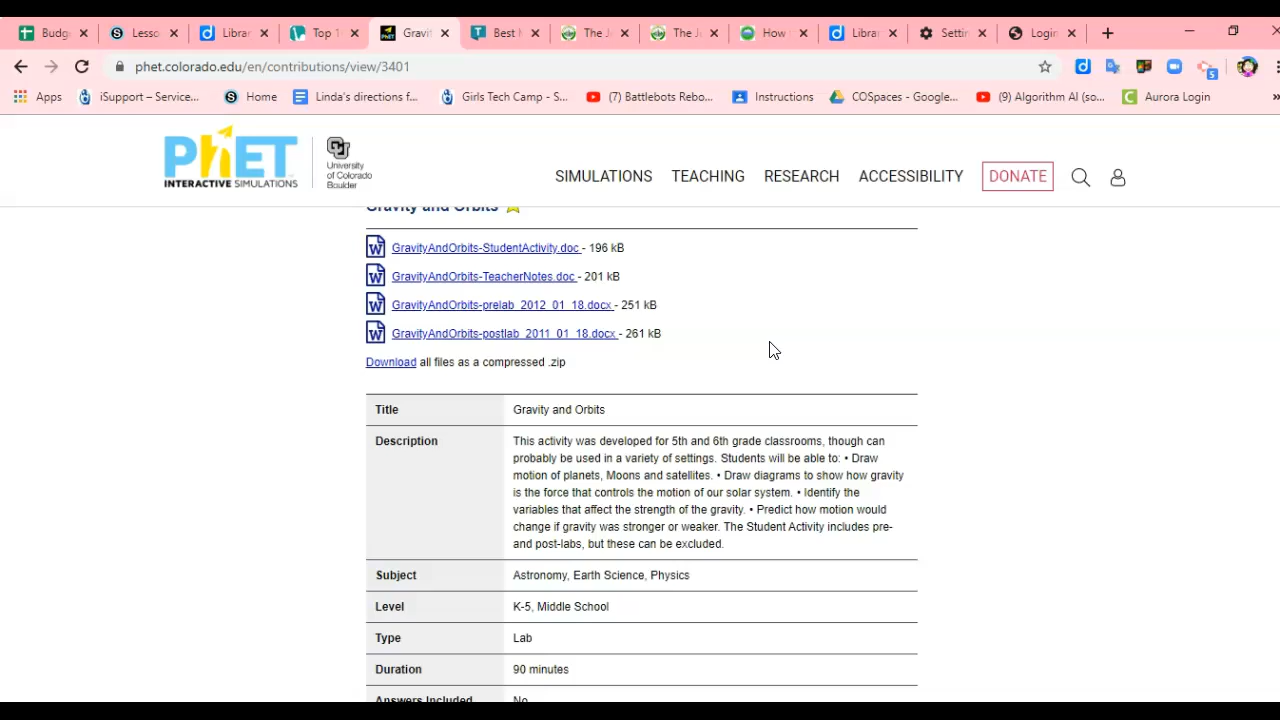 Budg
Lesso
Librar
Top 1
Gravit
Best M
The J
The J
How
Librar
Settin
Login
phet.colorado.edu/en/contributions/view/3401
5
Apps
iSupport – Service...
Home
Linda's directions f...
Girls Tech Camp - S...
(7) Battlebots Rebo...
Instructions
COSpaces - Google...
(9) Algorithm AI (so...
Aurora Login
»
PhET
INTERACTIVE SIMULATIONS
CU
University
of Colorado
Boulder
SIMULATIONS
TEACHING
RESEARCH
ACCESSIBILITY
DONATE
Gravity and Orbits
GravityAndOrbits-StudentActivity.doc - 196 kB
GravityAndOrbits-TeacherNotes.doc - 201 kB
GravityAndOrbits-prelab_2012_01_18.docx - 251 kB
GravityAndOrbits-postlab_2011_01_18.docx - 261 kB
Download all files as a compressed .zip
Title
Gravity and Orbits
Description
This activity was developed for 5th and 6th grade classrooms, though can
probably be used in a variety of settings. Students will be able to: • Draw
motion of planets, Moons and satellites. • Draw diagrams to show how gravity
is the force that controls the motion of our solar system. • Identify the
variables that affect the strength of the gravity. • Predict how motion would
change if gravity was stronger or weaker. The Student Activity includes pre-
and post-labs, but these can be excluded.
Subject
Astronomy, Earth Science, Physics
Level
K-5, Middle School
Type
Lab
Duration
90 minutes
Answers Included
No